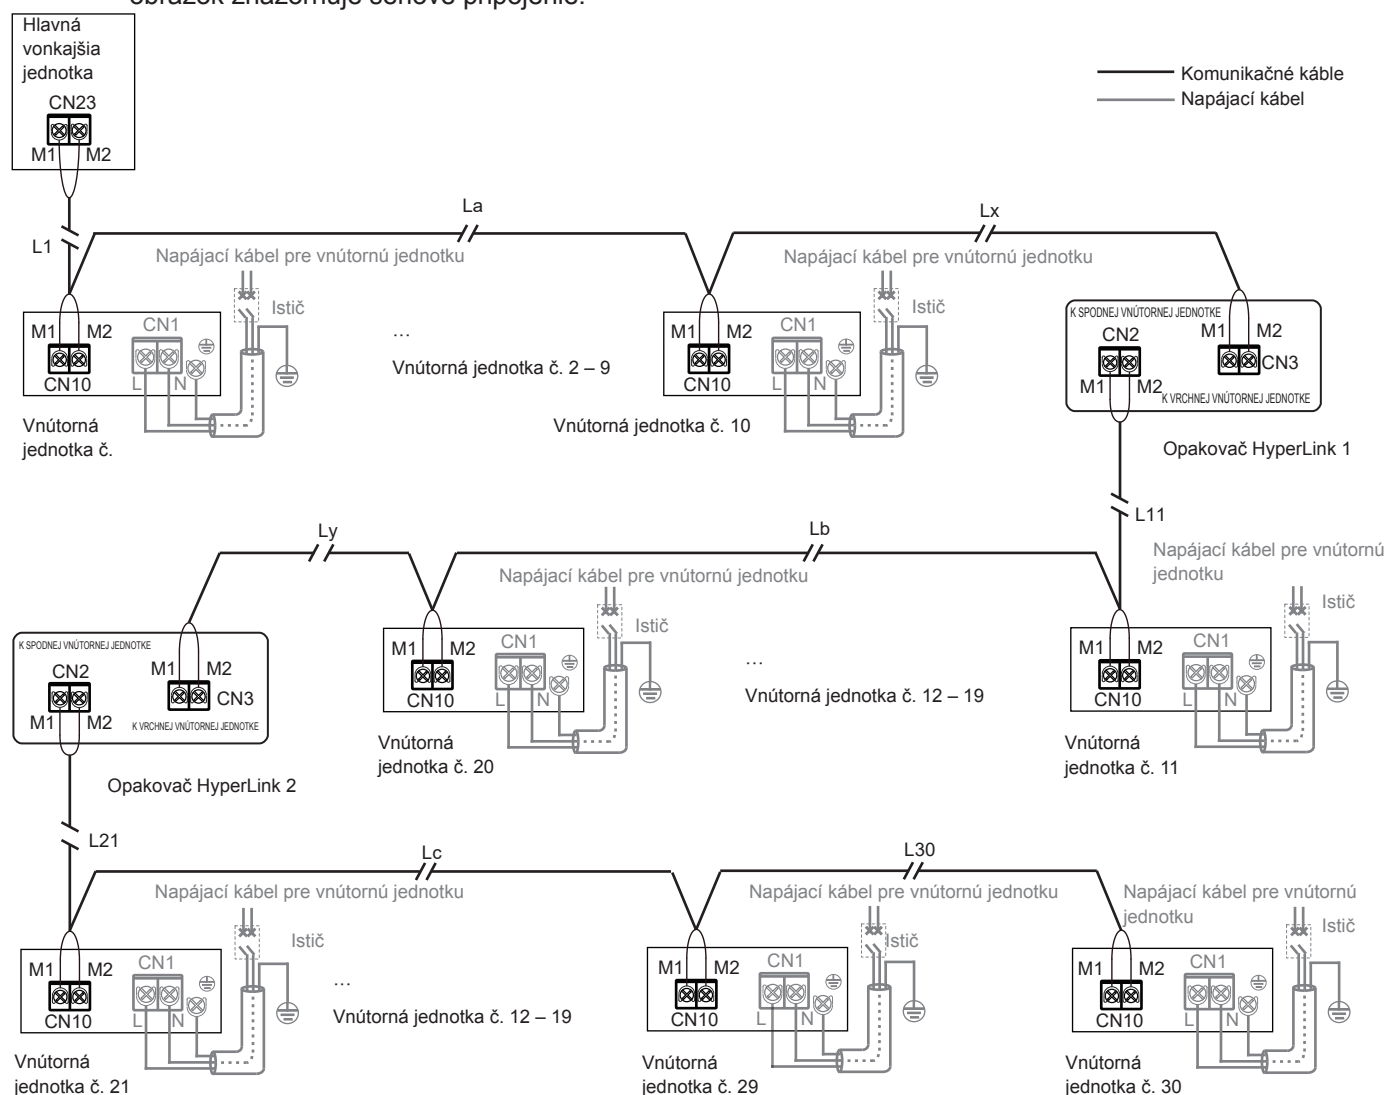 obrázok znázorňuje sériové pripojenie.
Hlavná
vonkajšia
jednotka
CN23
M1 M2
Komunikačné káble
Napájací kábel
L1
La
Lx
Napájací kábel pre vnútornú jednotku
Istič
M1 M2 CN1
CN10 L N
Vnútorná
jednotka č.
...
Vnútorná jednotka č. 2 – 9
Napájací kábel pre vnútornú jednotku
Istič
M1 M2 CN1
CN10 L N
Vnútorná jednotka č. 10
K SPODNEJ VNÚTORNEJ JEDNOTKE
CN2 M1 M2
CN3
M1 M2
K VRCHNEJ VNÚTORNEJ JEDNOTKE
Opakovač HyperLink 1
L11
Ly
Lb
Napájací kábel pre vnútornú
jednotku
Istič
Napájací kábel pre vnútornú jednotku
Istič
K SPODNEJ VNÚTORNEJ JEDNOTKE
CN2 M1 M2
CN3
M1 M2
K VRCHNEJ VNÚTORNEJ JEDNOTKE
Opakovač HyperLink 2
M1 M2 CN1
CN10 L N
Vnútorná
jednotka č. 20
...
Vnútorná jednotka č. 12 – 19
M1 M2 CN1
CN10 L N
Vnútorná
jednotka č. 11
L21
Lc
L30
Napájací kábel pre vnútornú jednotku
Istič
M1 M2 CN1
CN10 L N
Vnútorná
jednotka č. 21
...
Vnútorná jednotka č. 12 – 19
Napájací kábel pre vnútornú jednotku
Istič
M1 M2 CN1
CN10 L N
Vnútorná
jednotka č. 29
Napájací kábel pre vnútornú
jednotku
Istič
M1 M2 CN1
CN10 L N
Vnútorná
jednotka č. 30